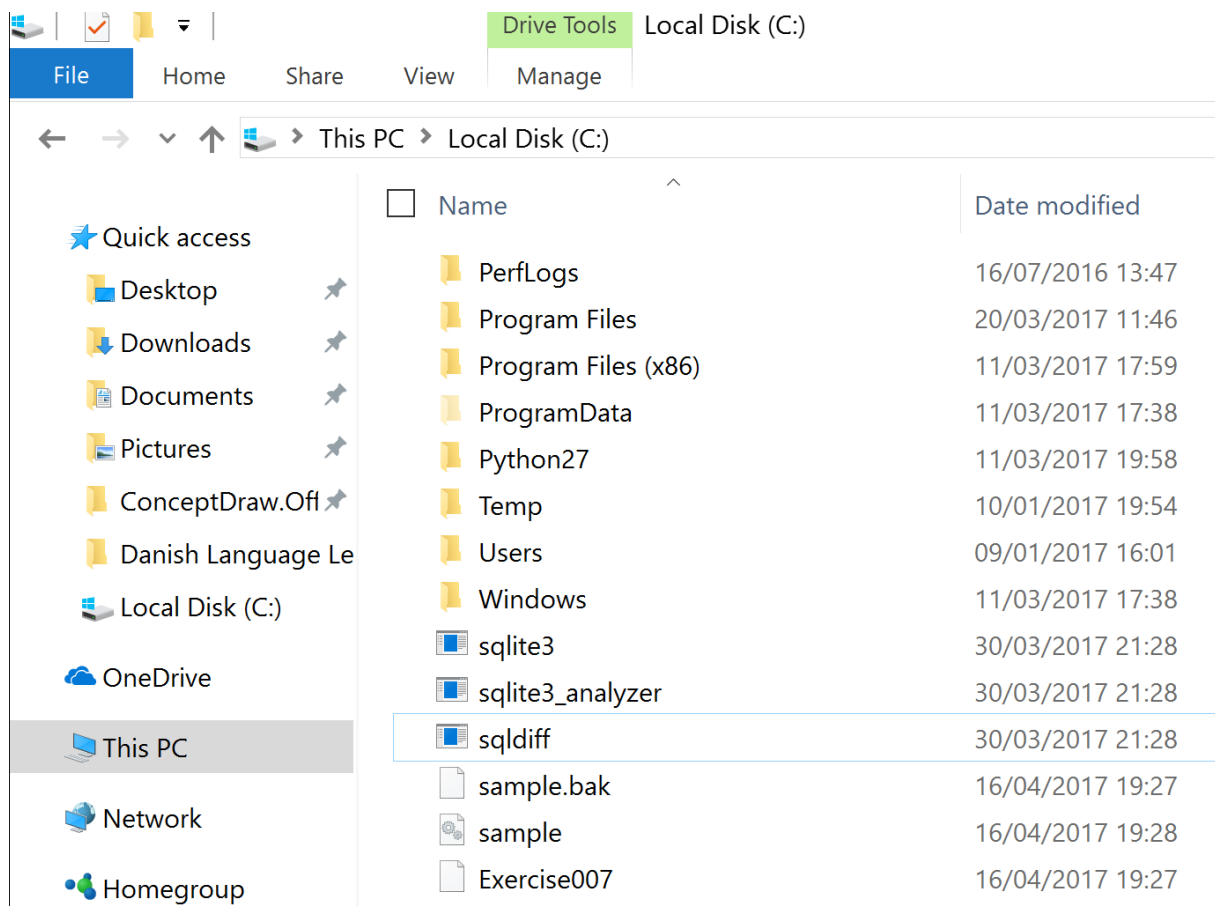 Drive Tools Local Disk (C:)
File Home Share View Manage
This PC Local Disk (C:)
Name Date modified
Quick access
Desktop
Downloads
Documents
Pictures
ConceptDraw.Off
Danish Language Le
Local Disk (C:)
OneDrive
This PC
Network
Homegroup
PerfLogs 16/07/2016 13:47
Program Files 20/03/2017 11:46
Program Files (x86) 11/03/2017 17:59
ProgramData 11/03/2017 17:38
Python27 11/03/2017 19:58
Temp 10/01/2017 19:54
Users 09/01/2017 16:01
Windows 11/03/2017 17:38
sqlite3 30/03/2017 21:28
sqlite3_analyzer 30/03/2017 21:28
sqldiff 30/03/2017 21:28
sample.bak 16/04/2017 19:27
sample 16/04/2017 19:28
Exercise007 16/04/2017 19:27